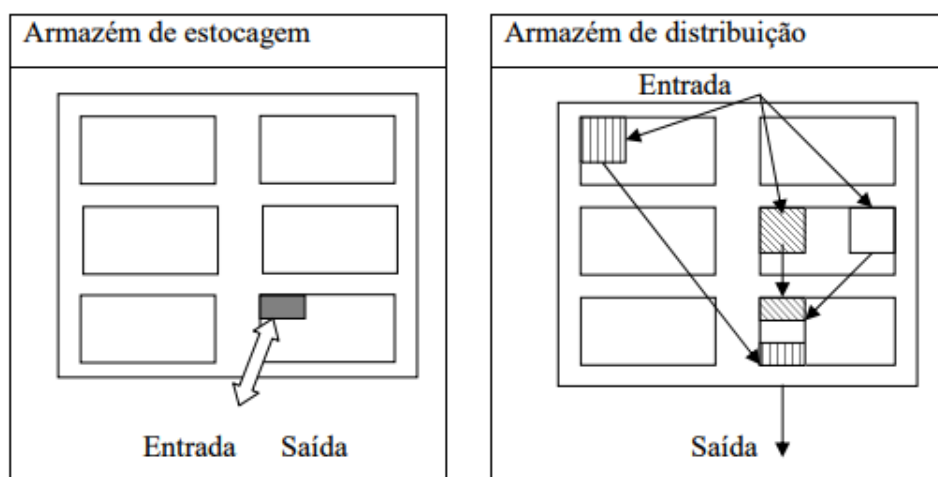 Armazém de estocagem
Entrada Saída
Armazém de distribuição
Entrada
Saída